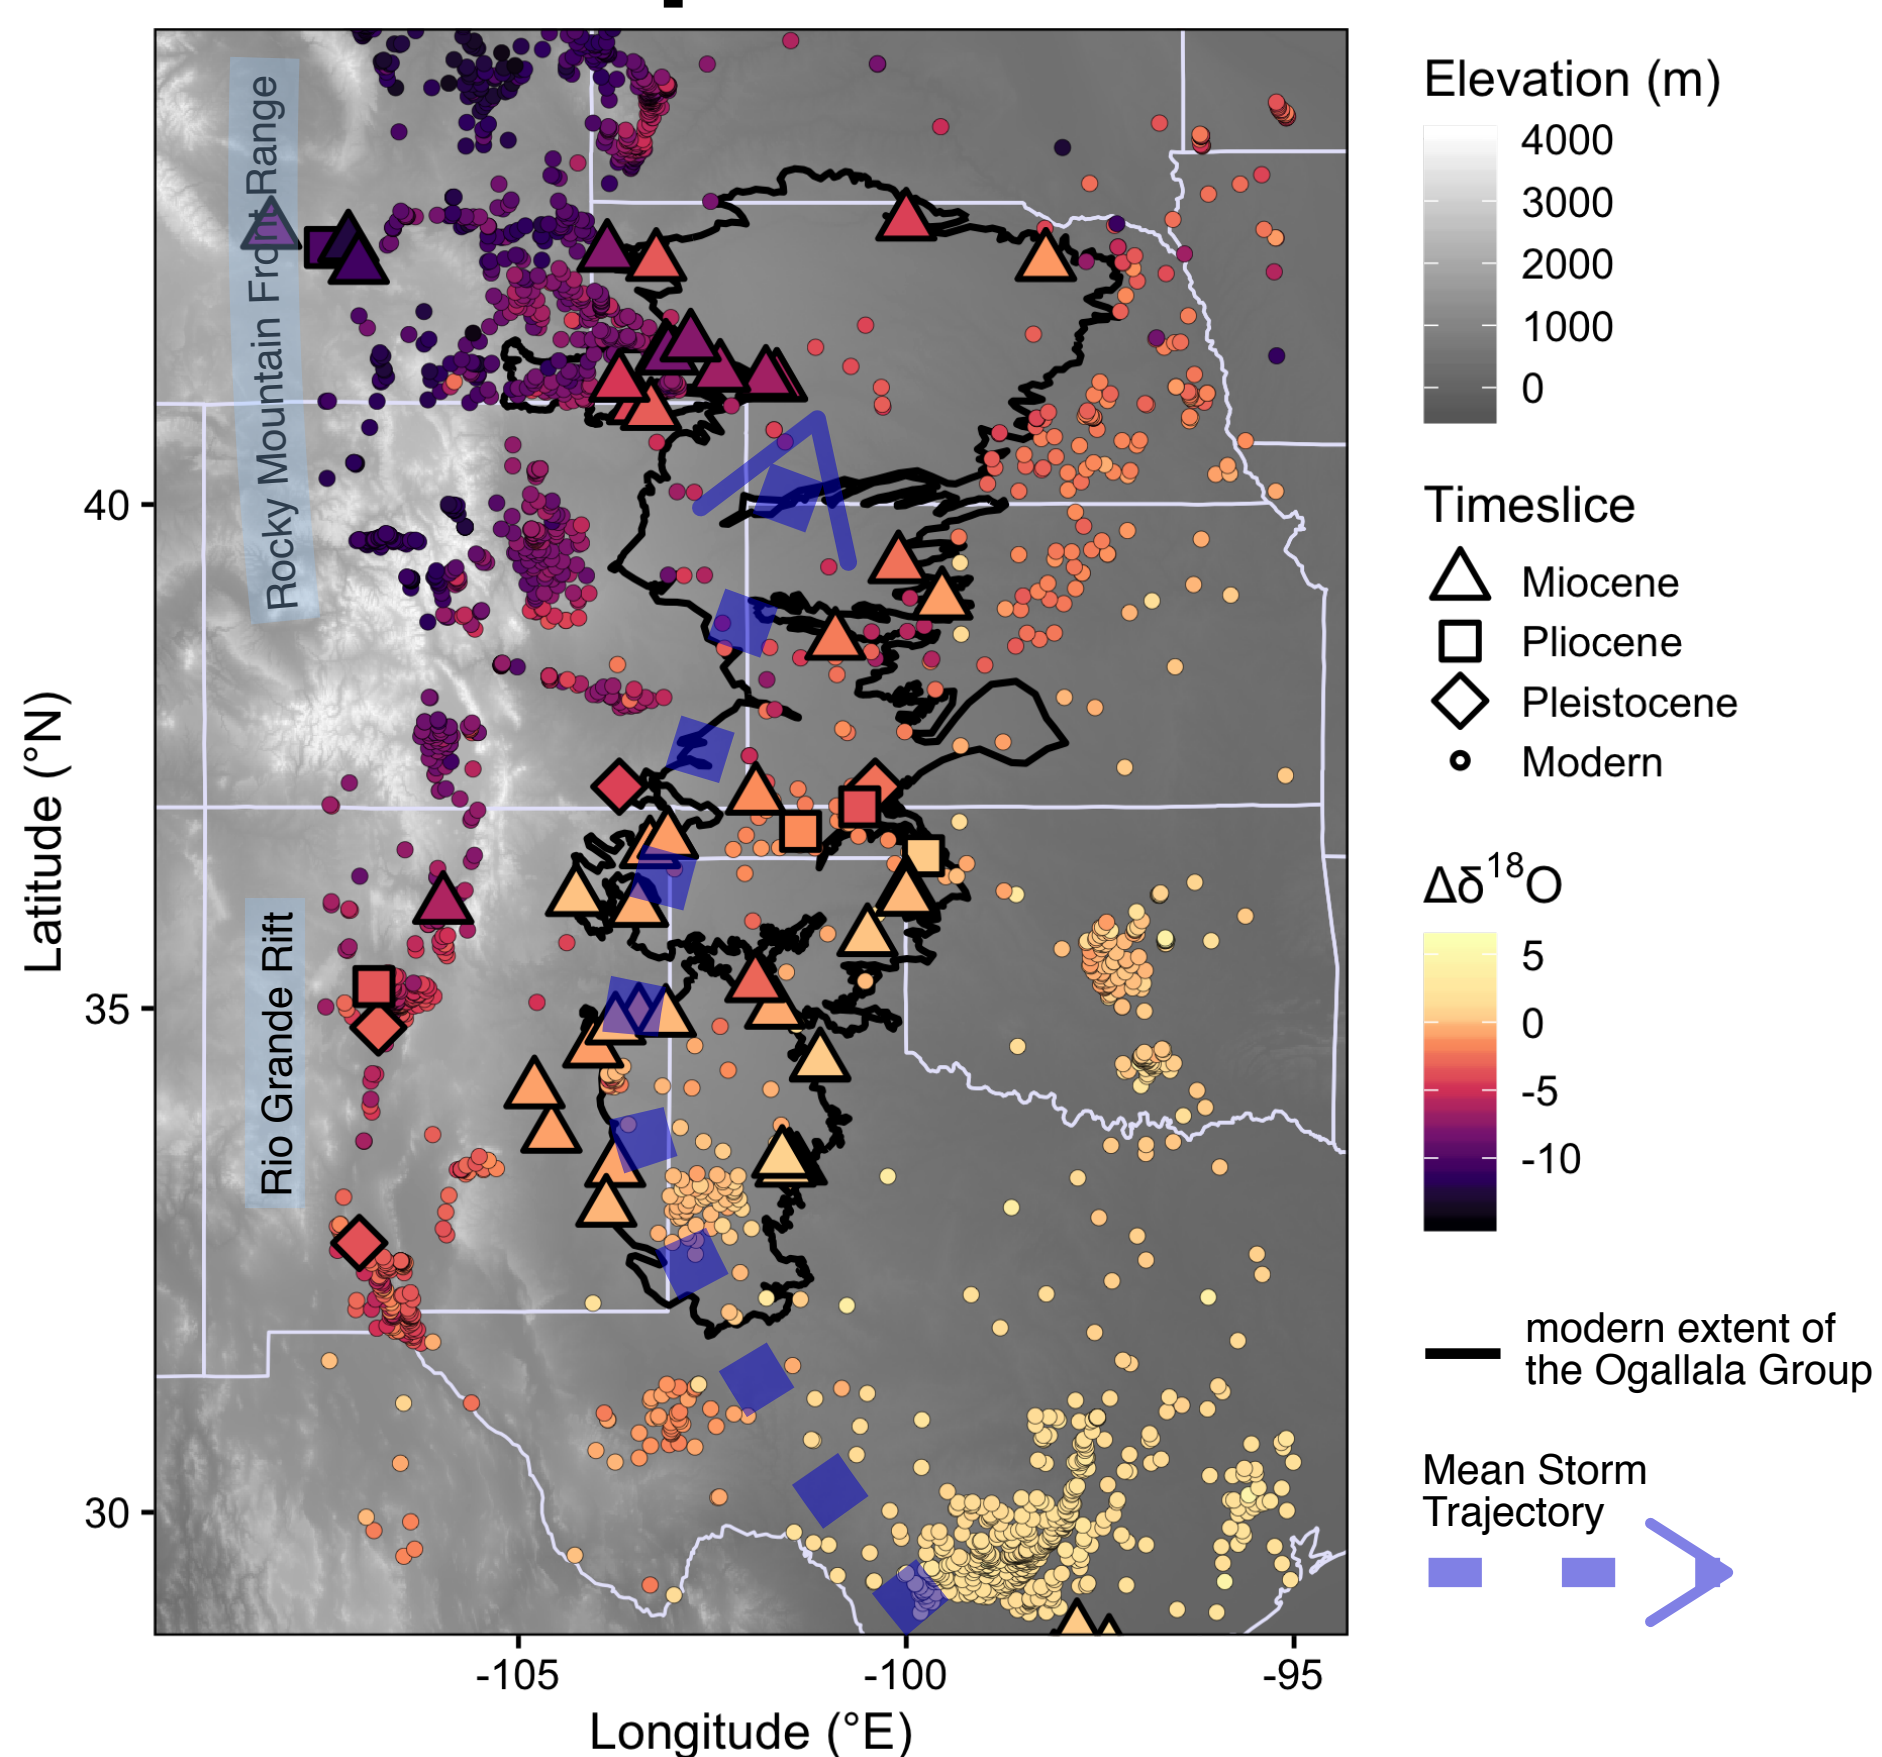 Rocky Mountain Front Range
Rio Grande Rift
Latitude (°N)
40
35
30
-105
-100
-95
Longitude (°E)
Elevation (m)
4000
3000
2000
1000
0
Timeslice
Miocene
Pliocene
Pleistocene
Modern
Δδ¹⁸O
5
0
-5
-10
modern extent of
the Ogallala Group
Mean Storm
Trajectory